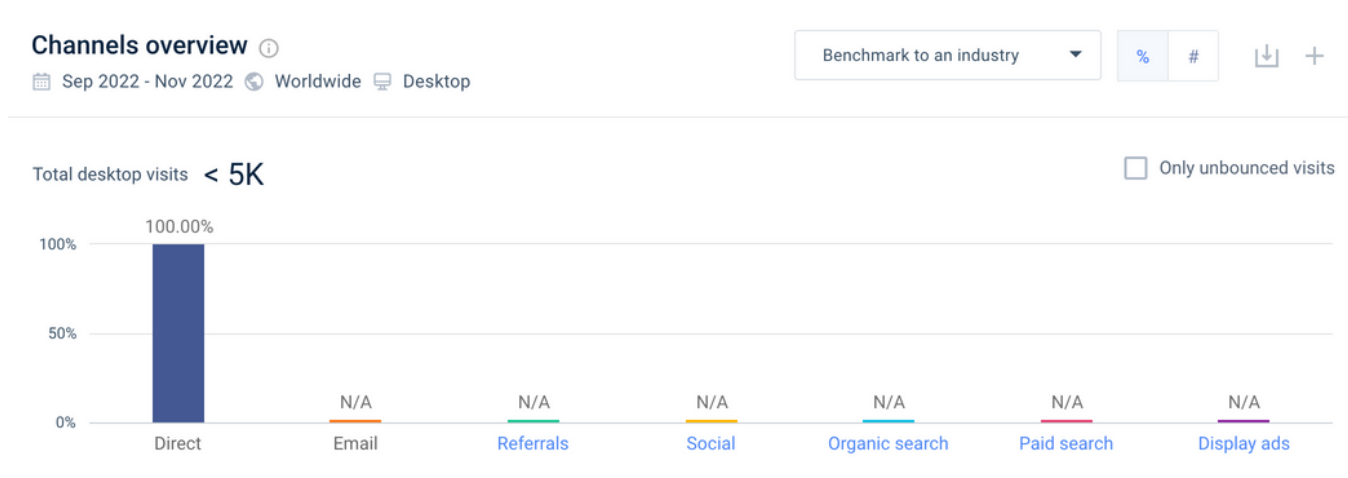 Channels overview
Benchmark to an industry
%
#
Sep 2022 - Nov 2022 Worldwide Desktop
Total desktop visits < 5K
Only unbounced visits
100.00%
100%
50%
0%
N/A N/A N/A N/A N/A N/A
Direct Email Referrals Social Organic search Paid search Display ads